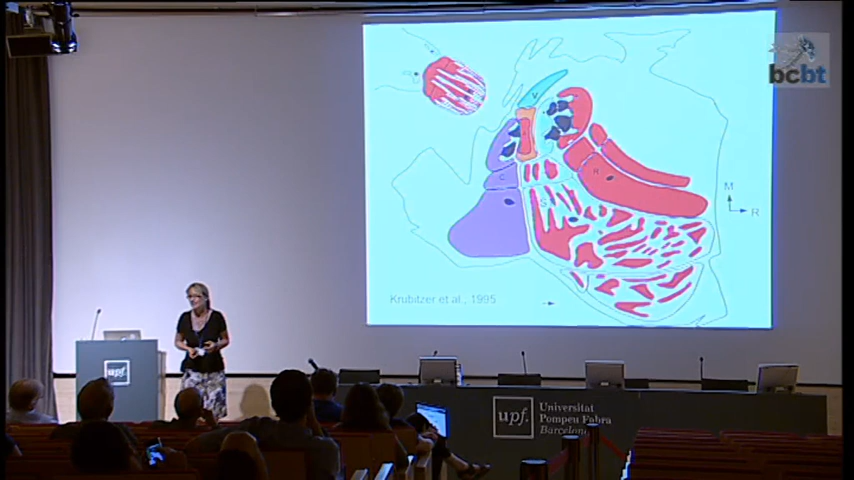 bcbt
V
M
R
R
C
S
Krubitzer et al., 1995
upf.
upf.
Universitat
Pompeu Fabra
Barcelona